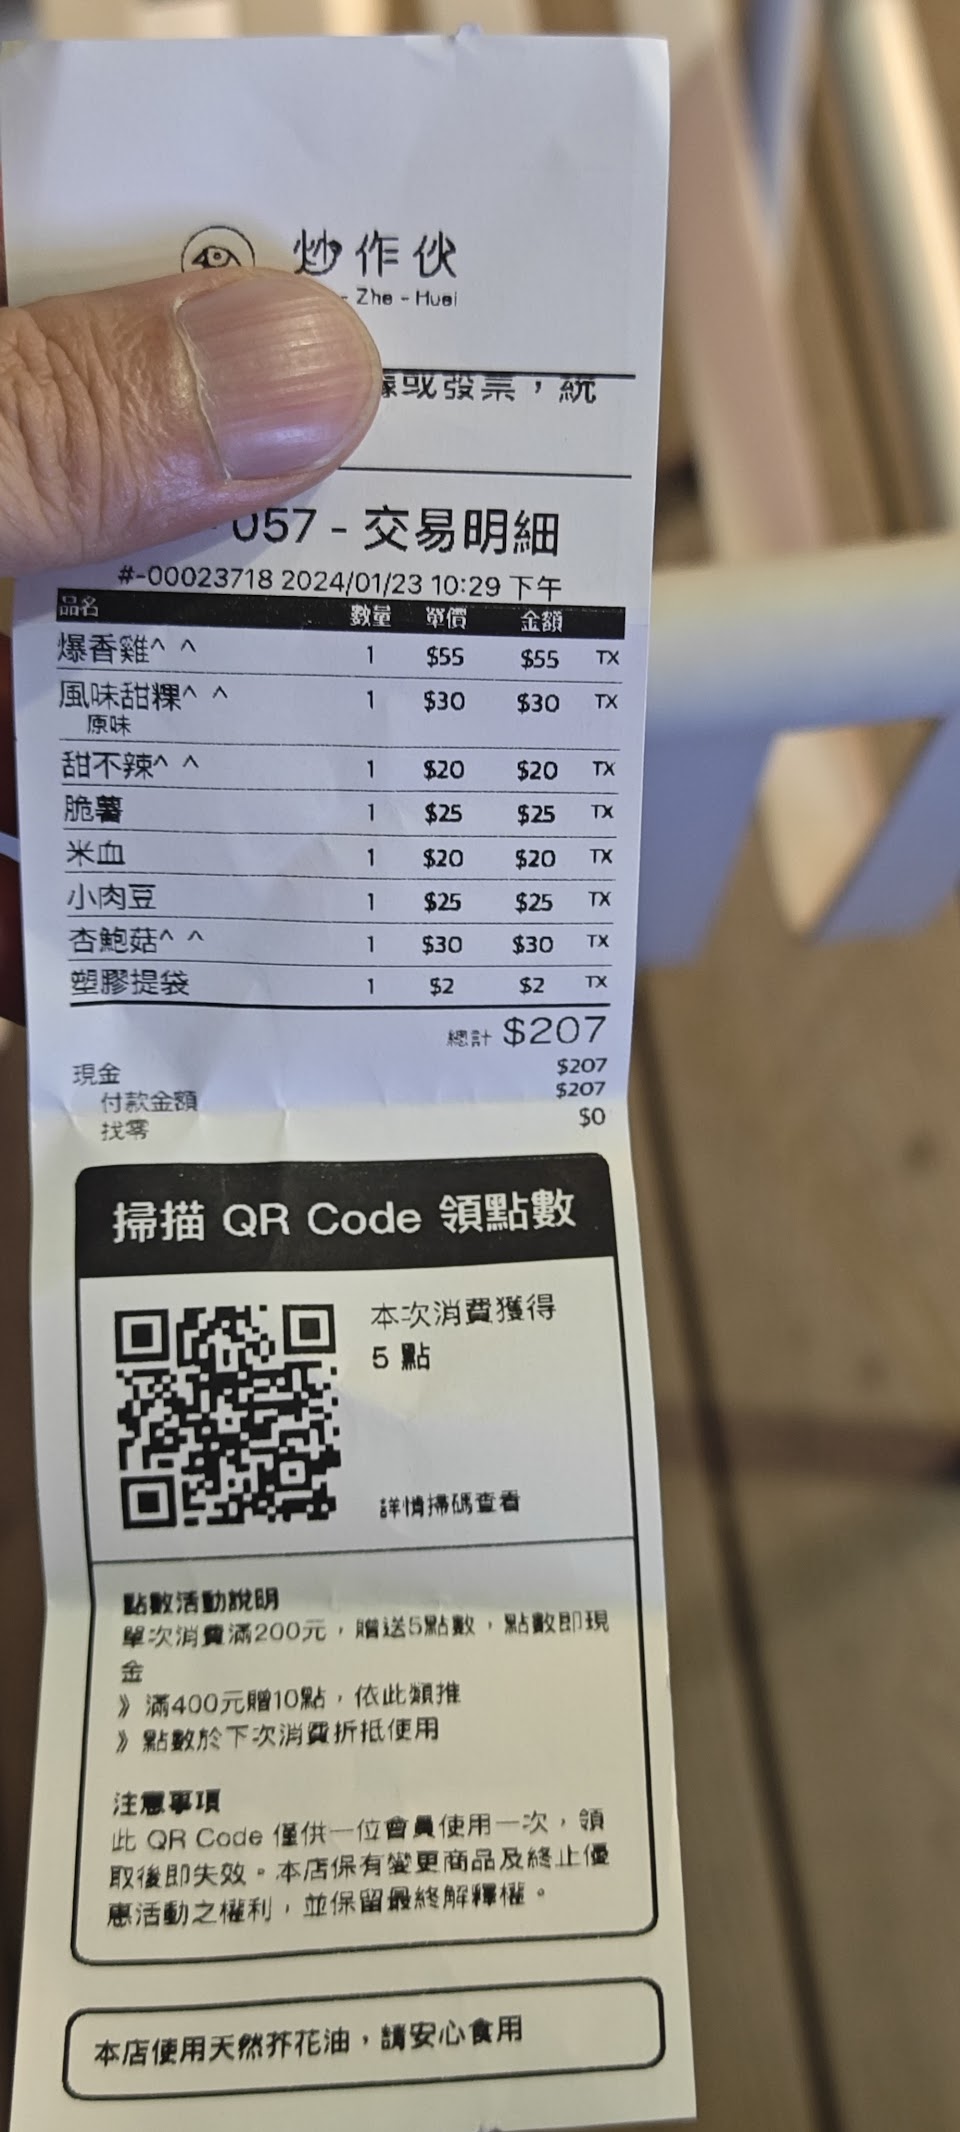 炒作伙
- Zhe - Huei
或發票，統
057 - 交易明細
#-00023718 2024/01/23 10:29 下午
品名 數量 單價 金額
爆香雞^ ^ 1 $55 $55 TX
風味甜粿^ ^ 1 $30 $30 TX
原味
甜不辣^ ^ 1 $20 $20 TX
脆薯 1 $25 $25 TX
米血 1 $20 $20 TX
小肉豆 1 $25 $25 TX
杏鮑菇^ ^ 1 $30 $30 TX
塑膠提袋 1 $2 $2 TX
總計 $207
現金 $207
付款金額 $207
找零 $0
掃描 QR Code 領點數
本次消費獲得
5 點
詳情掃碼查看
點數活動說明
單次消費滿200元，贈送5點數，點數即現
金
》滿400元贈10點，依此類推
》點數於下次消費折抵使用
注意事項
此 QR Code 僅供一位會員使用一次，領
取後即失效。本店保有變更商品及終止優
惠活動之權利，並保留最終解釋權。
本店使用天然芥花油，請安心食用